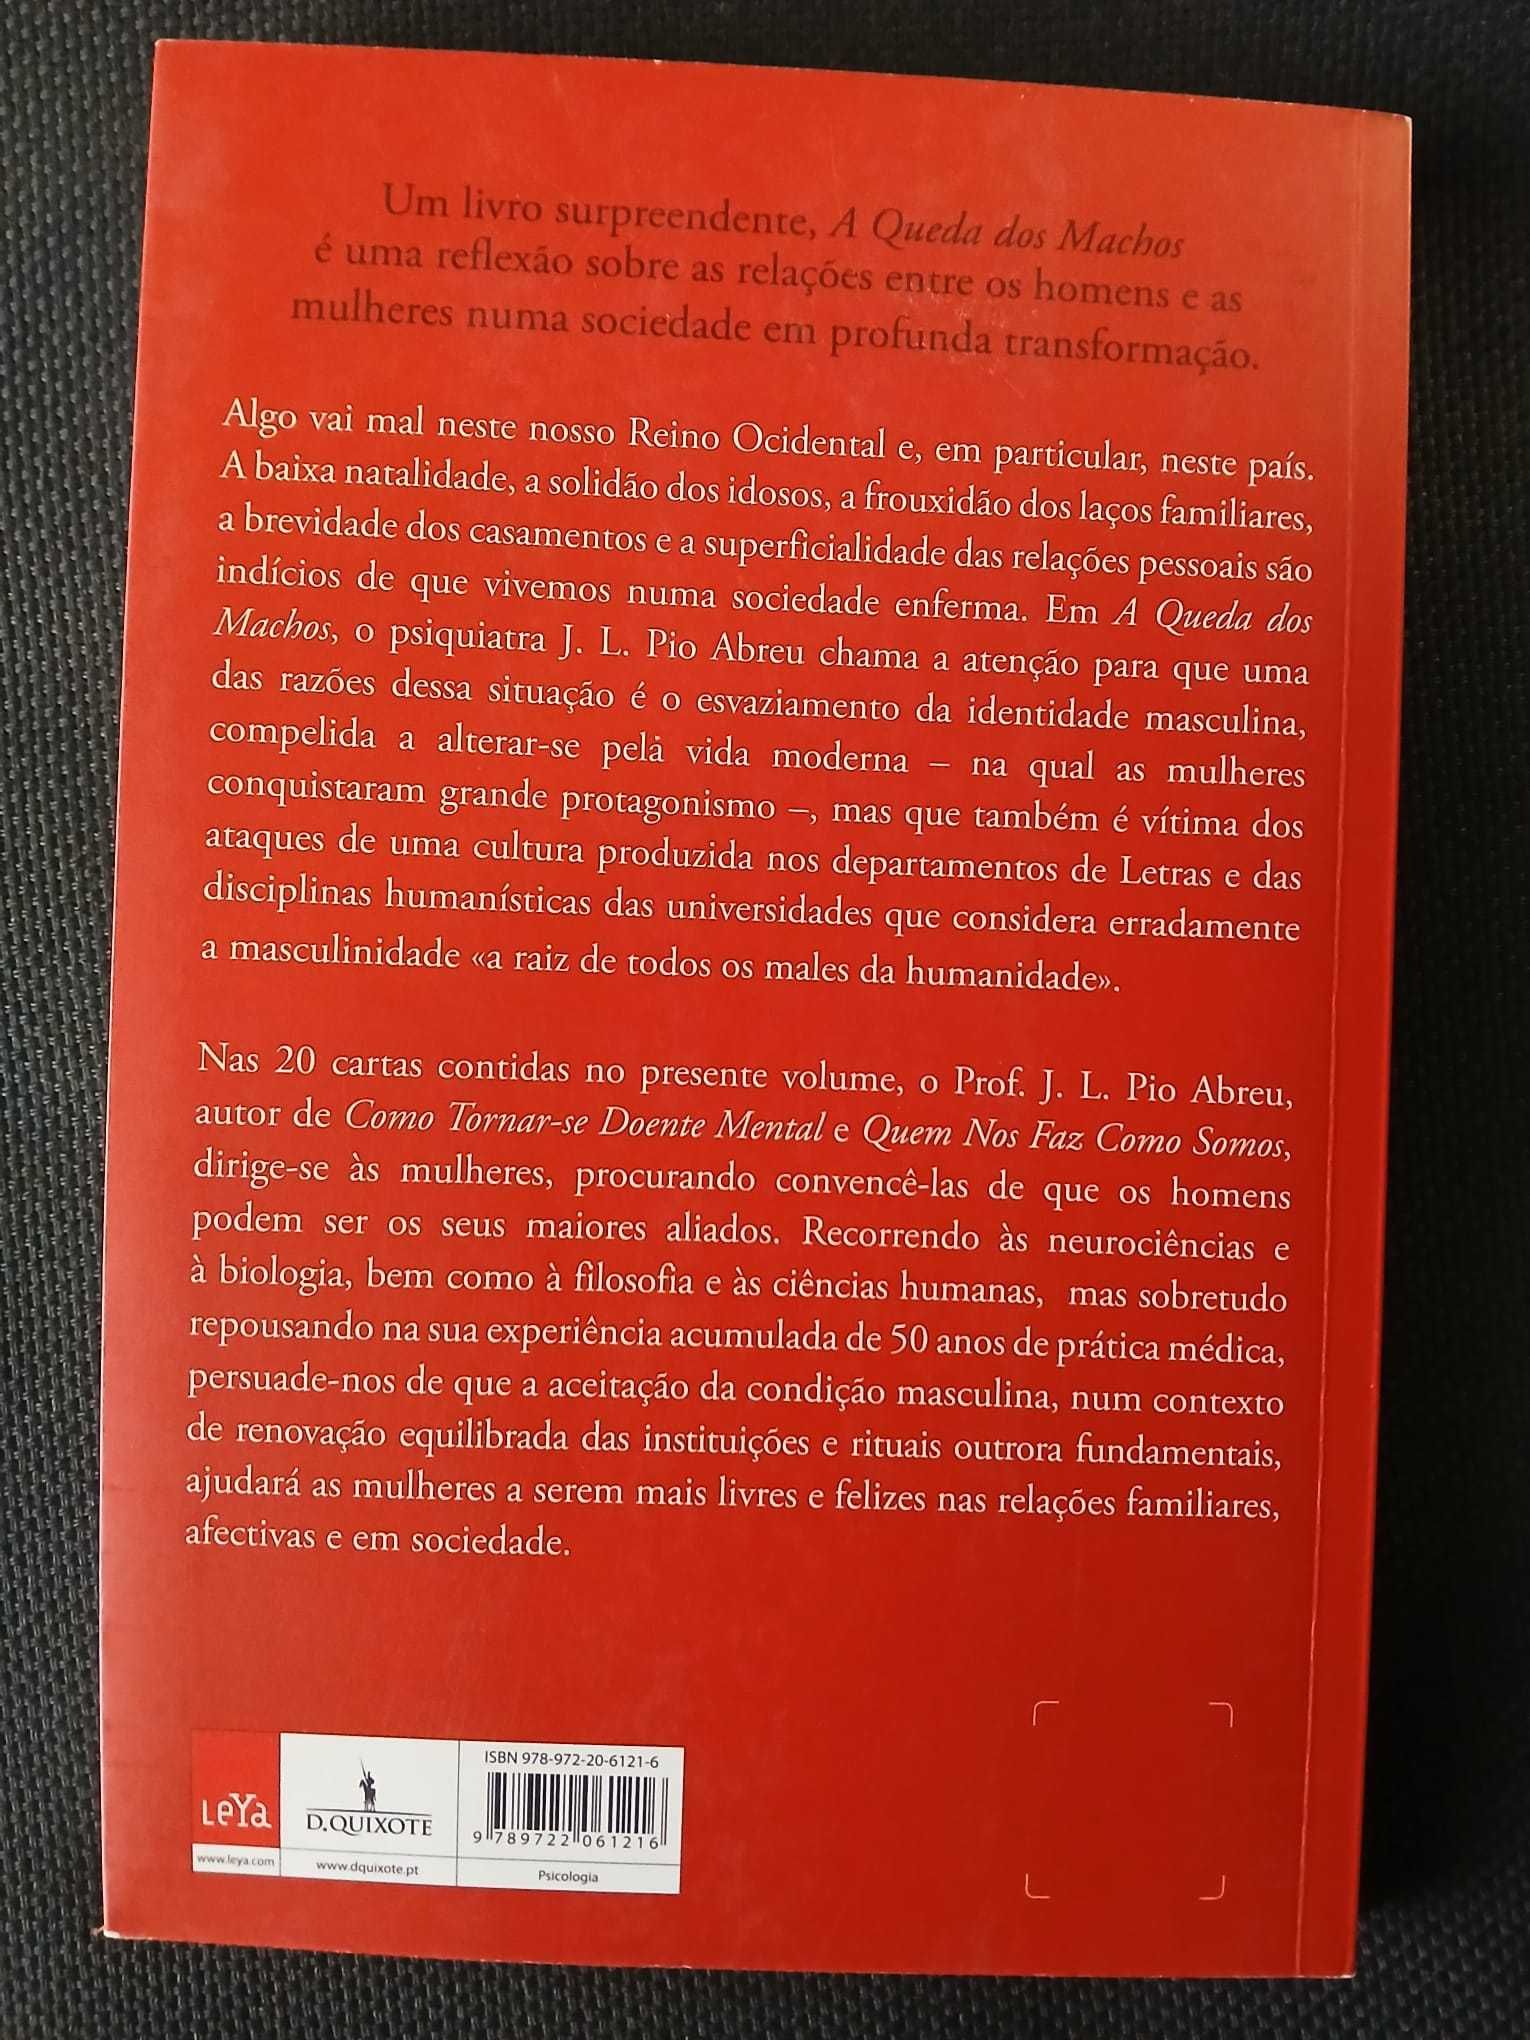 Um livro surpreendente, A Queda dos Machos
é uma reflexão sobre as relações entre os homens e as
mulheres numa sociedade em profunda transformação.
Algo vai mal neste nosso Reino Ocidental e, em particular, neste país.
A baixa natalidade, a solidão dos idosos, a frouxidão dos laços familiares,
a brevidade dos casamentos e a superficialidade das relações pessoais são
indícios de que vivemos numa sociedade enferma. Em A Queda dos
Machos, o psiquiatra J. L. Pio Abreu chama a atenção para que uma
das razões dessa situação é o esvaziamento da identidade masculina,
compelida a alterar-se pela vida moderna – na qual as mulheres
conquistaram grande protagonismo –, mas que também é vítima dos
ataques de uma cultura produzida nos departamentos de Letras e das
disciplinas humanísticas das universidades que considera erradamente
a masculinidade «a raiz de todos os males da humanidade».
Nas 20 cartas contidas no presente volume, o Prof. J. L. Pio Abreu,
autor de Como Tornar-se Doente Mental e Quem Nos Faz Como Somos,
dirige-se às mulheres, procurando convencê-las de que os homens
podem ser os seus maiores aliados. Recorrendo às neurociências e
à biologia, bem como à filosofia e às ciências humanas, mas sobretudo
repousando na sua experiência acumulada de 50 anos de prática médica,
persuade-nos de que a aceitação da condição masculina, num contexto
de renovação equilibrada das instituições e rituais outrora fundamentais,
ajudará as mulheres a serem mais livres e felizes nas relações familiares,
afectivas e em sociedade.
LeYa
www.leya.com
D.QUIXOTE
www.dquixote.pt
ISBN 978-972-20-6121-6
9 789722 061216
Psicologia